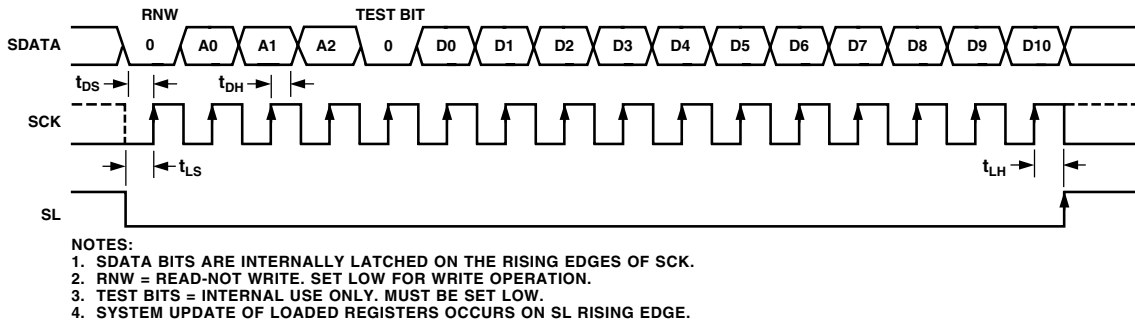 RNW TEST BIT
SDATA 0 A0 A1 A2 0 D0 D1 D2 D3 D4 D5 D6 D7 D8 D9 D10
tDS tDH
SCK
tLS tLH
SL
NOTES:
1. SDATA BITS ARE INTERNALLY LATCHED ON THE RISING EDGES OF SCK.
2. RNW = READ-NOT WRITE. SET LOW FOR WRITE OPERATION.
3. TEST BITS = INTERNAL USE ONLY. MUST BE SET LOW.
4. SYSTEM UPDATE OF LOADED REGISTERS OCCURS ON SL RISING EDGE.